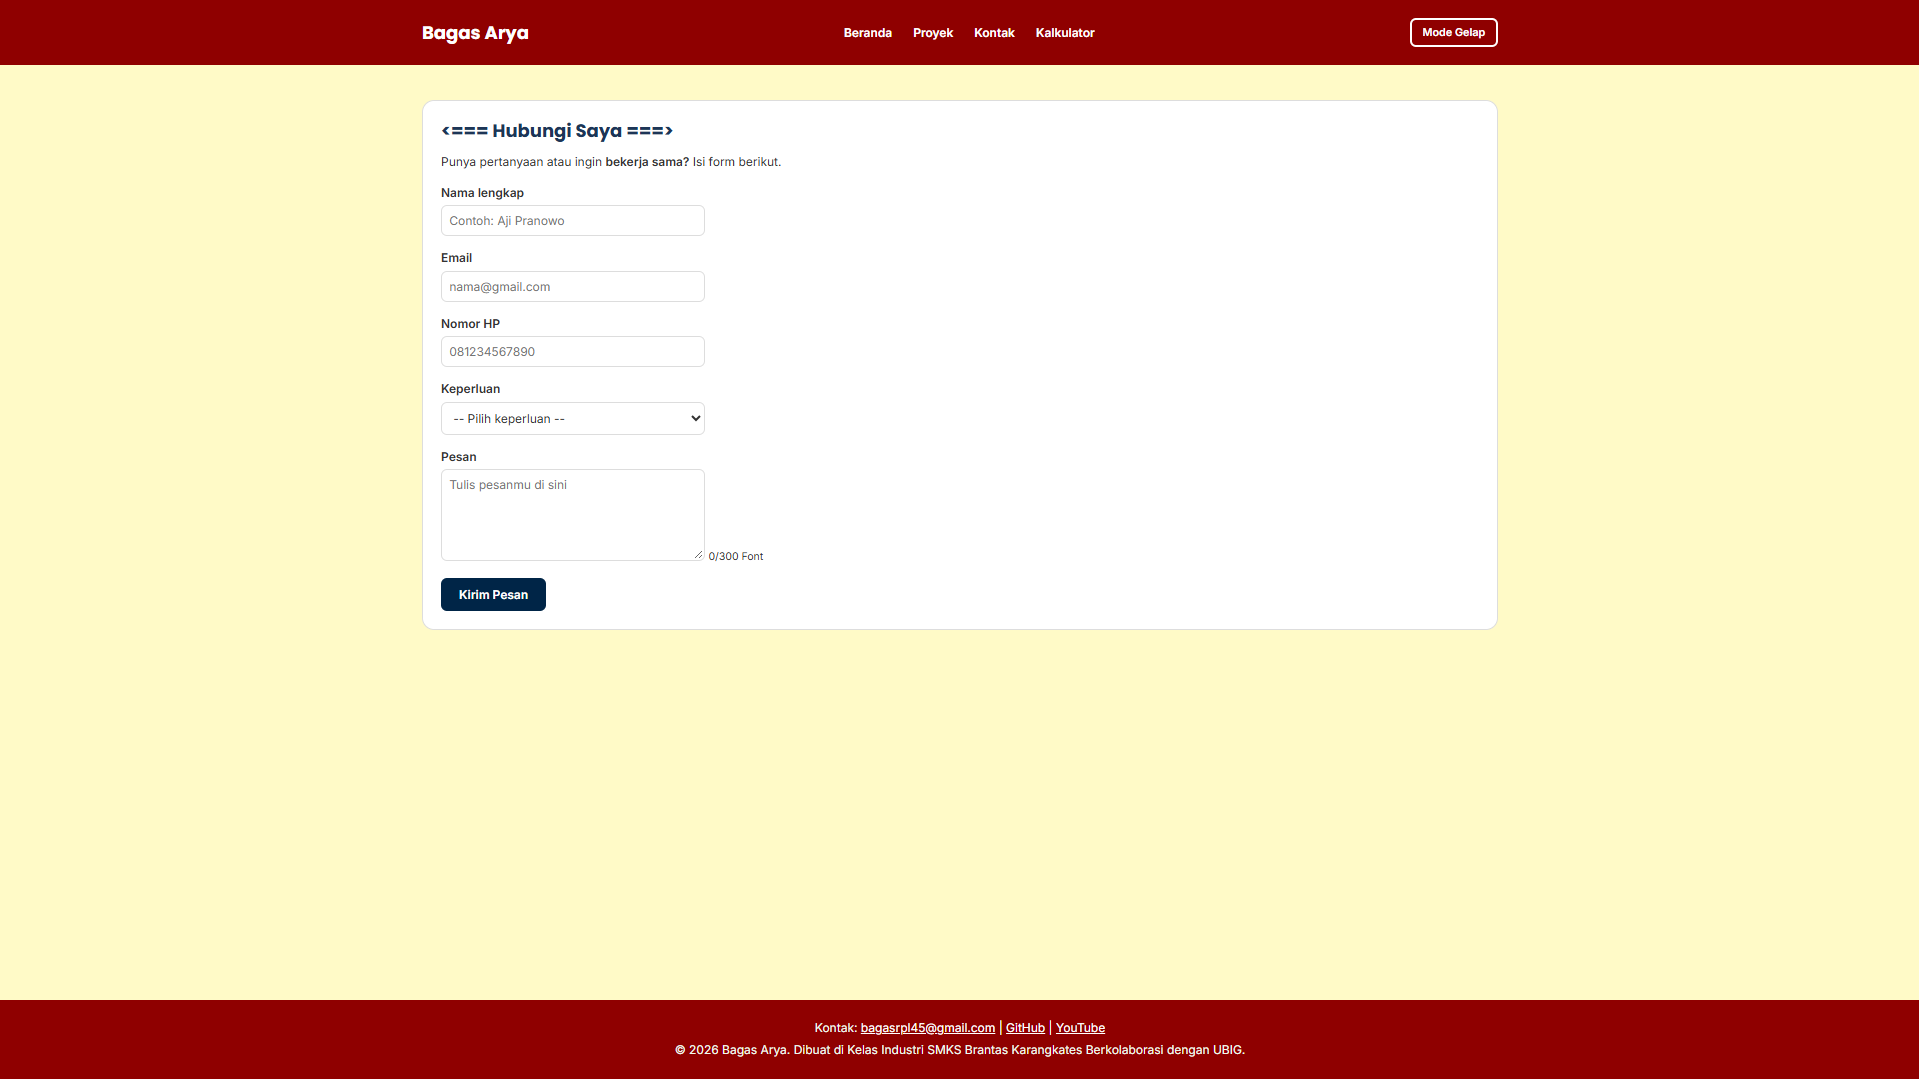 Bagas Arya
Beranda Proyek Kontak Kalkulator
Mode Gelap
<=== Hubungi Saya ===>
Punya pertanyaan atau ingin bekerja sama? Isi form berikut.
Nama lengkap
Contoh: Aji Pranowo
Email
nama@gmail.com
Nomor HP
081234567890
Keperluan
-- Pilih keperluan --
Pesan
Tulis pesanmu di sini
0/300 Font
Kirim Pesan
Kontak: bagasrpl45@gmail.com | GitHub | YouTube
© 2026 Bagas Arya. Dibuat di Kelas Industri SMKS Brantas Karangkates Berkolaborasi dengan UBIG.